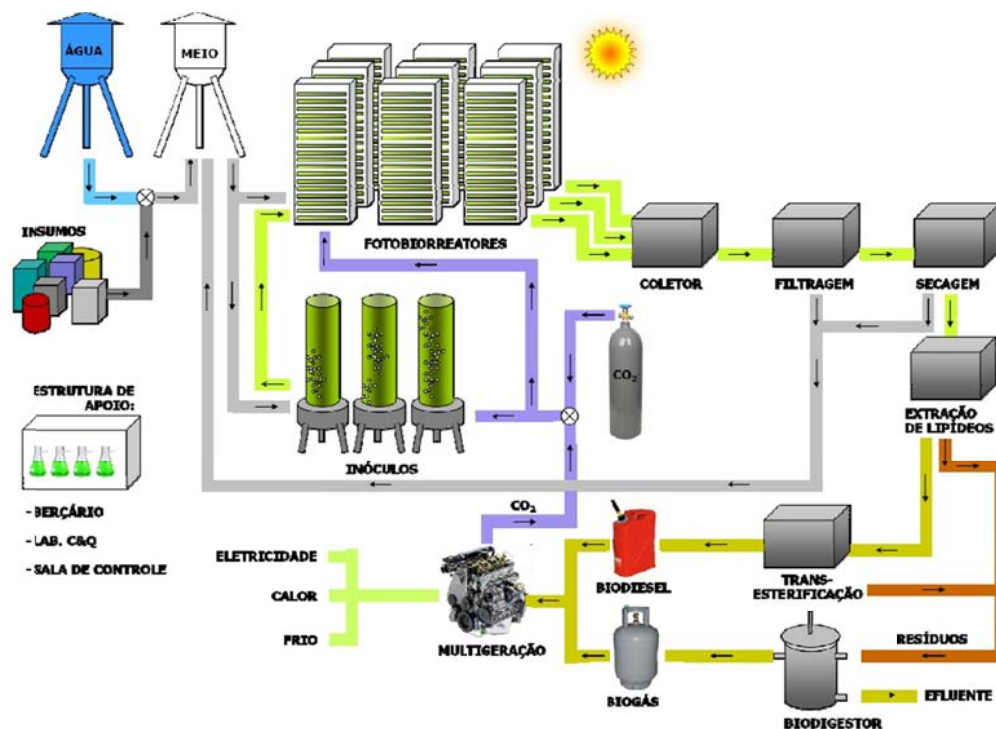 ÁGUA
MEIO
INSUMOS
FOTOBIORREATORES
COLETOR
FILTRAGEM
SECAGEM
CO₂
ESTRUTURA DE
APOIO:
EXTRAÇÃO
DE LIPÍDEOS
INÓCULOS
- BERÇÁRIO
- LAB. C&Q
- SALA DE CONTROLE
CO₂
ELETRICIDADE
CALOR
FRIO
MULTIGERAÇÃO
BIODIESEL
TRANS-
ESTERIFICAÇÃO
RESÍDUOS
BIOGÁS
EFLUENTE
BIODIGESTOR